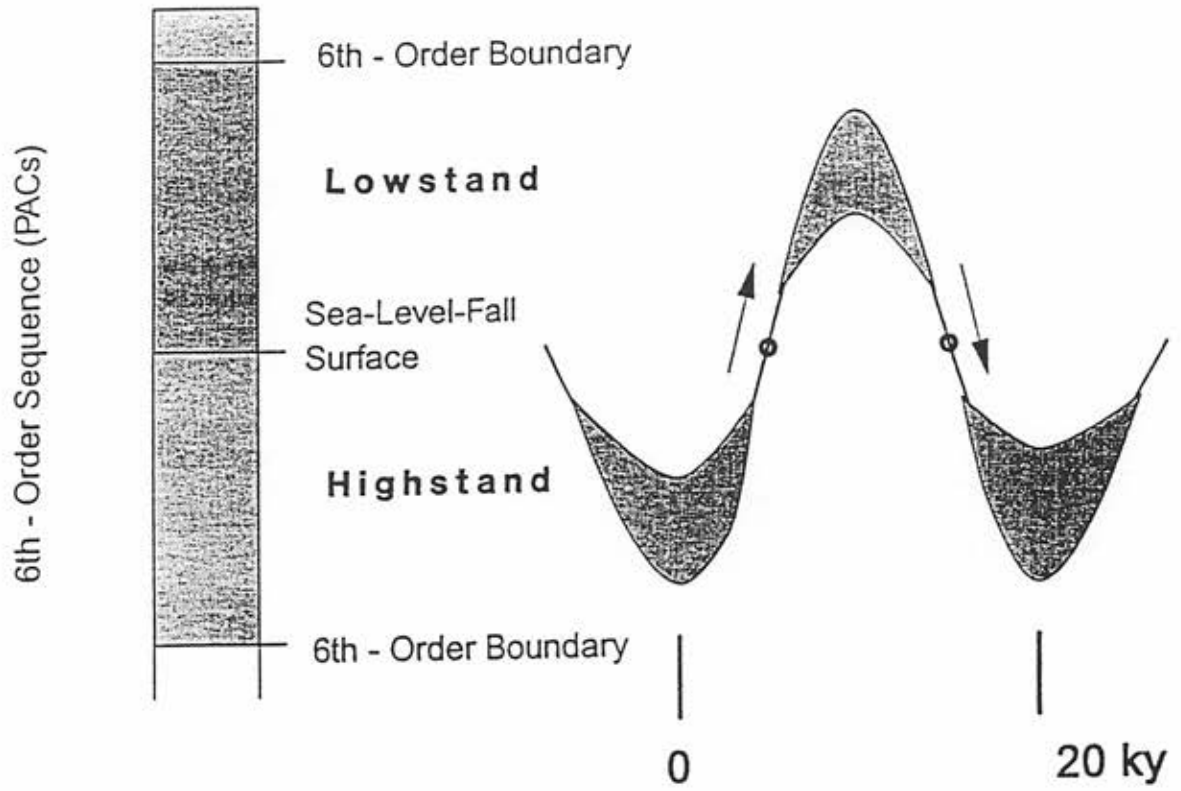 6th - Order Sequence (PACs)
6th - Order Boundary
Lowstand
Sea-Level-Fall
Surface
Highstand
6th - Order Boundary
0
20 ky